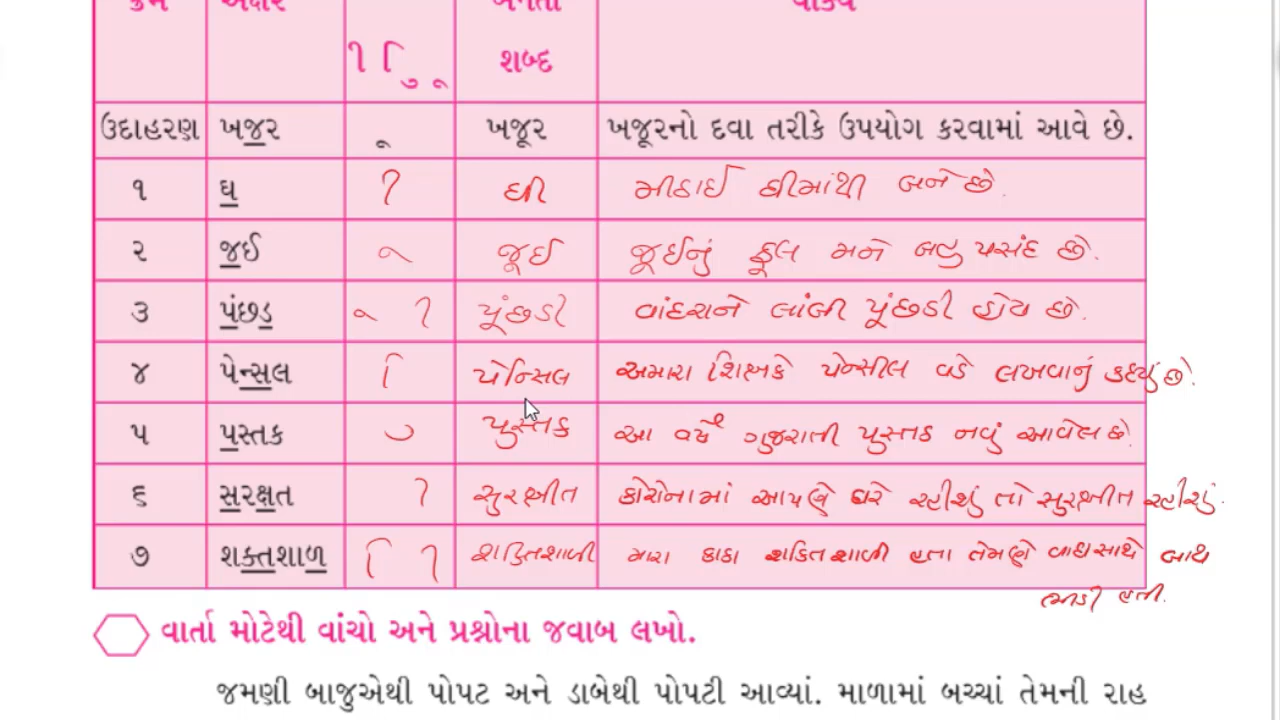 ક્રમ અક્ષર બનતો વાક્ય
ી િ ુ ૂ શબ્દ
ઉદાહરણ ખજર ૂ ખજૂર ખજૂરનો દવા તરીકે ઉપયોગ કરવામાં આવે છે.
૧ ઘ ી ઘી મીઠાઈ ઘીમાંથી બને છે.
૨ જઈ ૂ જૂઈ જૂઈનું ફૂલ મને બહુ પસંદ છે.
૩ પંછડ ૂ ી પૂંછડી વાંદરાને લાંબી પૂંછડી હોય છે.
૪ પેન્સલ િ પેન્સિલ અમારા શિક્ષકે પેન્સીલ વડે લખવાનું કહ્યું છે.
૫ પસ્તક ુ પુસ્તક આ વર્ષે ગુજરાતી પુસ્તક નવું આવેલ છે.
૬ સરક્ષત ી સુરક્ષીત કોરોનામાં આપણે ઘરે રહીશું તો સુરક્ષીત રહીશું.
૭ શક્તશાળ િ ી શક્તિશાળી મારા કાકા શક્તિશાળી હતા તેમણે વાઘ સાથે બાથ
ભીડી હતી.
વાર્તા મોટેથી વાંચો અને પ્રશ્નોના જવાબ લખો.
જમણી બાજુએથી પોપટ અને ડાબેથી પોપટી આવ્યાં. માળામાં બચ્ચાં તેમની રાહ